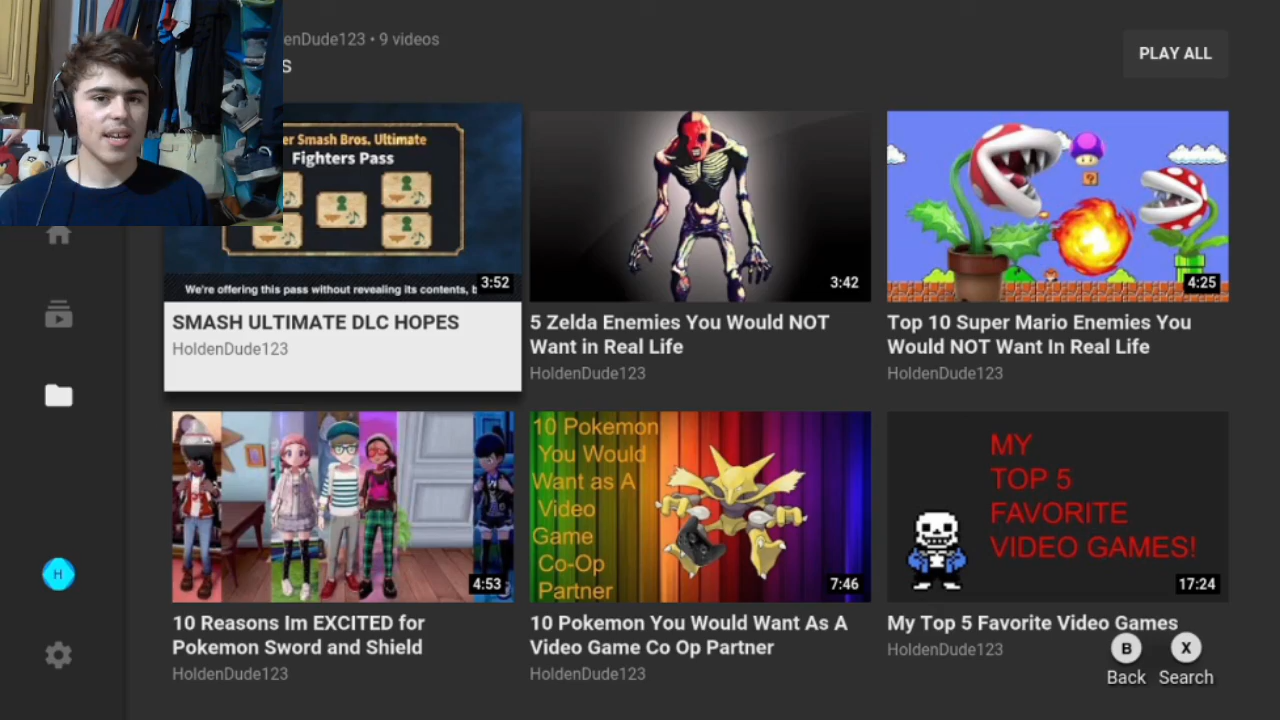 enDude123 • 9 videos
s
PLAY ALL
er Smash Bros. Ultimate
Fighters Pass
We're offering this pass without revealing its contents, b
3:52
3:42
4:25
SMASH ULTIMATE DLC HOPES
HoldenDude123
5 Zelda Enemies You Would NOT
Want in Real Life
HoldenDude123
Top 10 Super Mario Enemies You
Would NOT Want In Real Life
HoldenDude123
4:53
10 Pokemon
You Would
Want as A
Video
Game
Co-Op
Partner
7:46
MY
TOP 5
FAVORITE
VIDEO GAMES!
17:24
10 Reasons Im EXCITED for
Pokemon Sword and Shield
HoldenDude123
10 Pokemon You Would Want As A
Video Game Co Op Partner
HoldenDude123
My Top 5 Favorite Video Games
HoldenDude123
H
B
X
Back
Search